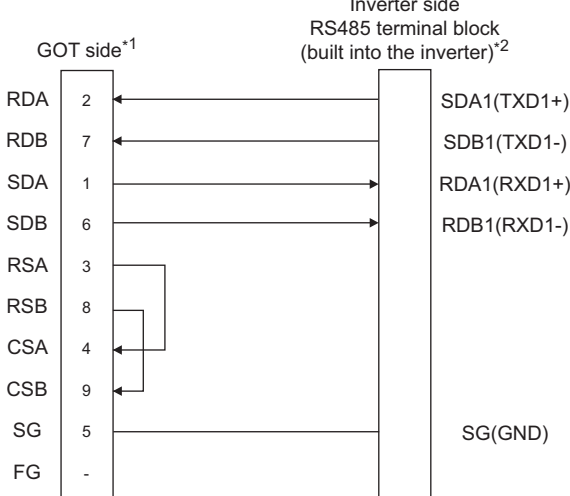 Inverter side
RS485 terminal block
(built into the inverter)*2
GOT side*1
RDA 2 SDA1(TXD1+)
RDB 7 SDB1(TXD1-)
SDA 1 RDA1(RXD1+)
SDB 6 RDB1(RXD1-)
RSA 3
RSB 8
CSA 4
CSB 9
SG 5 SG(GND)
FG -